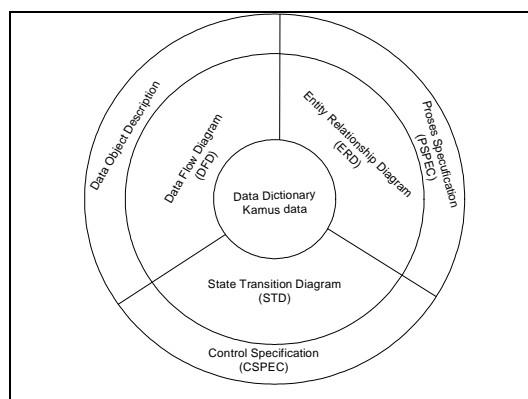 Data Object Description
Data Flow Diagram
(DFD)
Entity Relationship Diagram
(ERD)
Proses Specufification
(PSPEC)
Data Dictionary
Kamus data
State Transition Diagram
(STD)
Control Specification
(CSPEC)